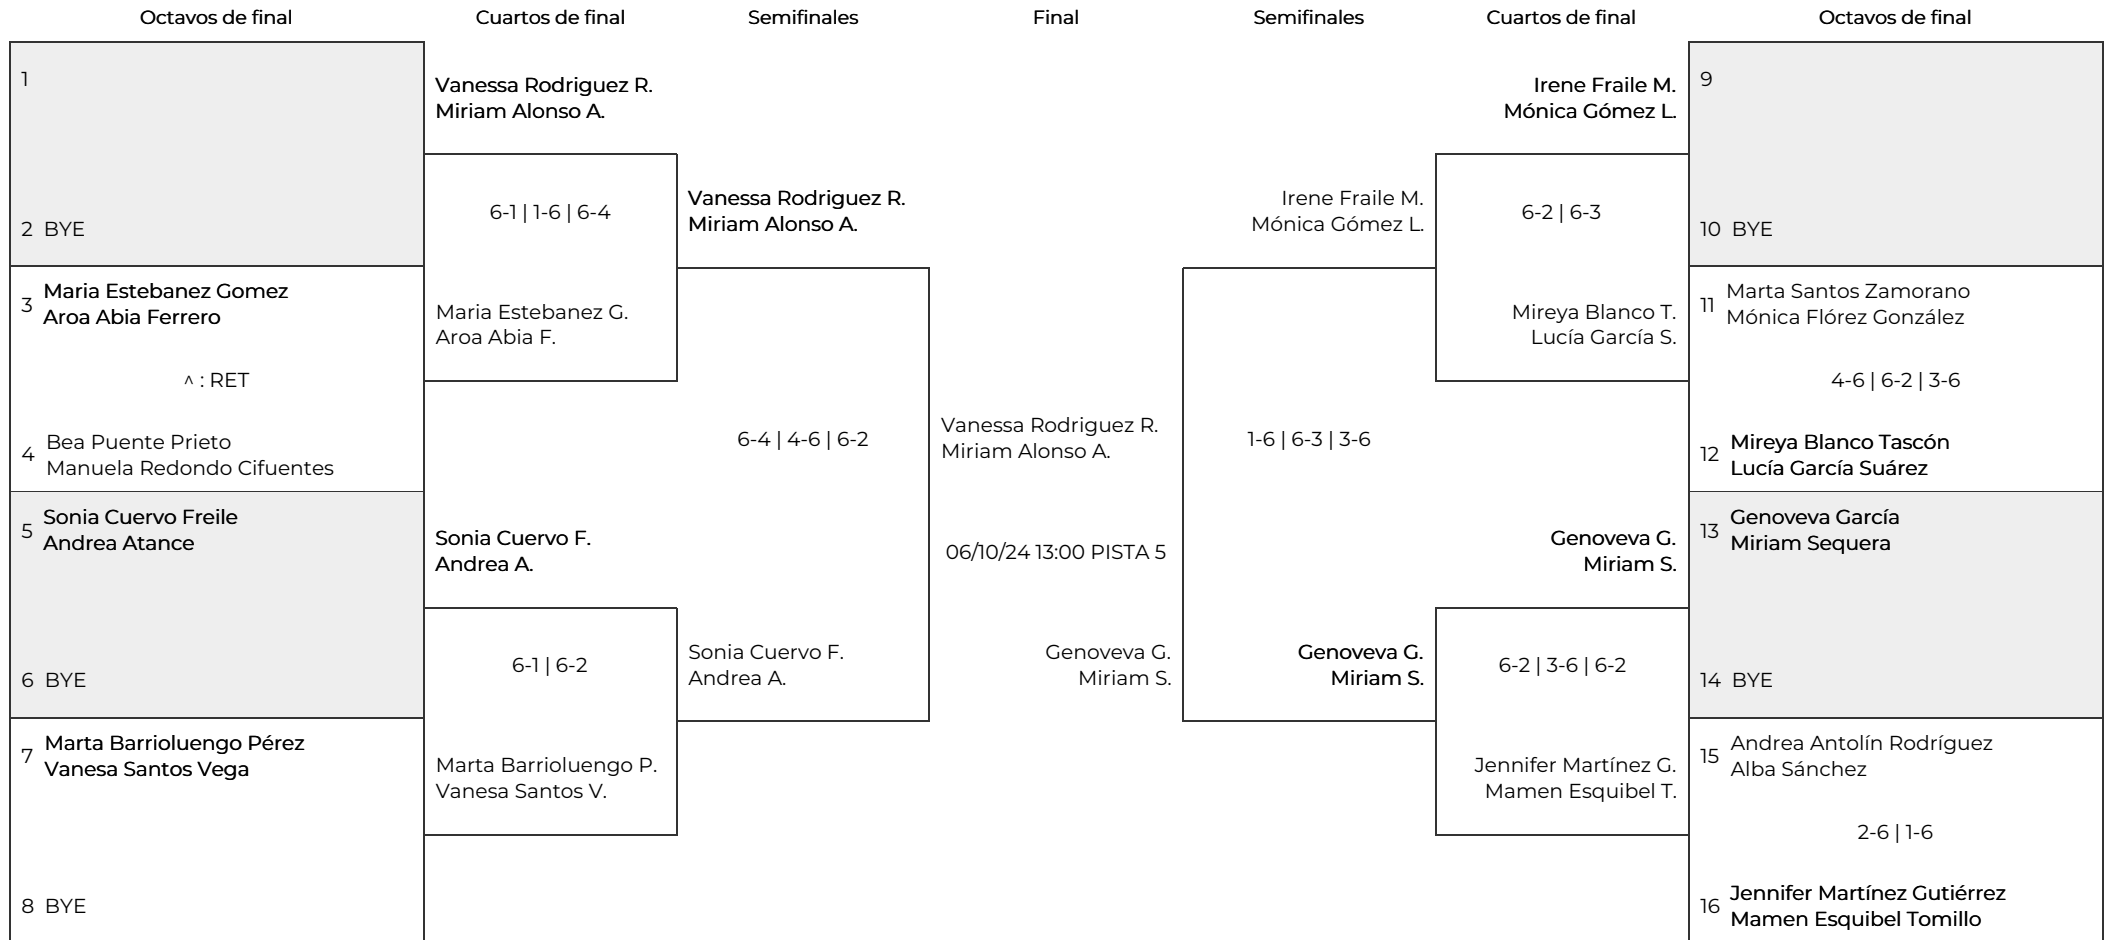 Octavos de final
Cuartos de final
Semifinales
Final
Semifinales
Cuartos de final
Octavos de final
1
2 BYE
3 Maria Estebanez Gomez
Aroa Abia Ferrero
^ : RET
4 Bea Puente Prieto
Manuela Redondo Cifuentes
5 Sonia Cuervo Freile
Andrea Atance
6 BYE
7 Marta Barrioluengo Pérez
Vanesa Santos Vega
8 BYE
Vanessa Rodriguez R.
Miriam Alonso A.
6-1 | 1-6 | 6-4
Maria Estebanez G.
Aroa Abia F.
Sonia Cuervo F.
Andrea A.
6-1 | 6-2
Marta Barrioluengo P.
Vanesa Santos V.
Vanessa Rodriguez R.
Miriam Alonso A.
6-4 | 4-6 | 6-2
Sonia Cuervo F.
Andrea A.
Vanessa Rodriguez R.
Miriam Alonso A.
06/10/24 13:00 PISTA 5
Genoveva G.
Miriam S.
Irene Fraile M.
Mónica Gómez L.
1-6 | 6-3 | 3-6
Genoveva G.
Miriam S.
Irene Fraile M.
Mónica Gómez L.
6-2 | 6-3
Mireya Blanco T.
Lucía García S.
Genoveva G.
Miriam S.
6-2 | 3-6 | 6-2
Jennifer Martínez G.
Mamen Esquibel T.
9
10 BYE
11 Marta Santos Zamorano
Mónica Flórez González
4-6 | 6-2 | 3-6
12 Mireya Blanco Tascón
Lucía García Suárez
13 Genoveva García
Miriam Sequera
14 BYE
15 Andrea Antolín Rodríguez
Alba Sánchez
2-6 | 1-6
16 Jennifer Martínez Gutiérrez
Mamen Esquibel Tomillo